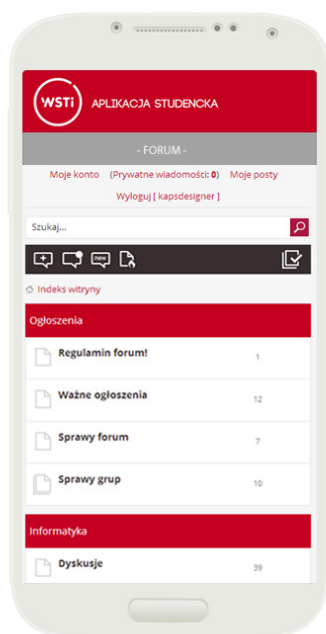 WSTi APLIKACJA STUDENCKA
- FORUM -
Moje konto (Prywatne wiadomości: 0) Moje posty
Wyloguj [ kapsdesigner ]
Szukaj...
new
Indeks witryny
Ogłoszenia
Regulamin forum! 1
Ważne ogłoszenia 12
Sprawy forum 7
Sprawy grup 10
Informatyka
Dyskusje 39